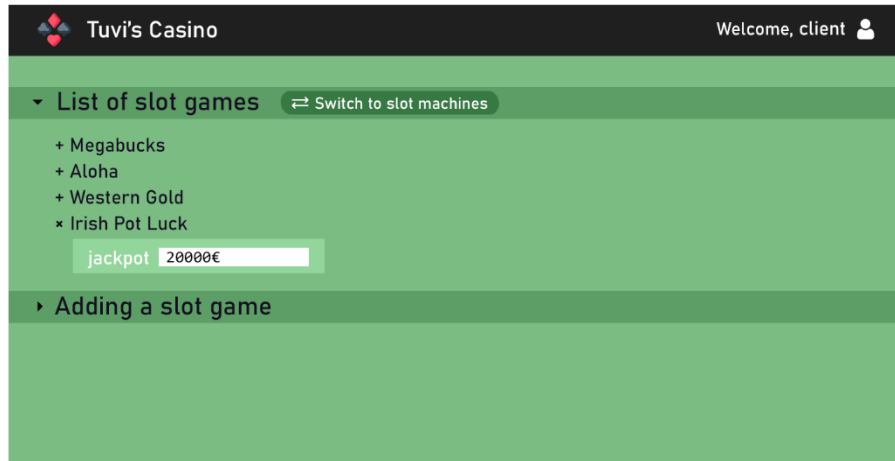 Tuvi's Casino
Welcome, client
List of slot games
Switch to slot machines
+ Megabucks
+ Aloha
+ Western Gold
× Irish Pot Luck
jackpot 20000€
Adding a slot game